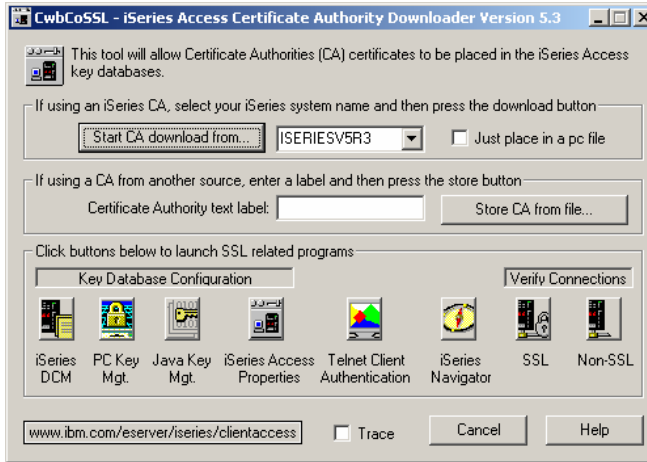 CwbCoSSL - iSeries Access Certificate Authority Downloader Version 5.3
This tool will allow Certificate Authorities (CA) certificates to be placed in the iSeries Access
key databases.
If using an iSeries CA, select your iSeries system name and then press the download button
Start CA download from... ISERIESV5R3 Just place in a pc file
If using a CA from another source, enter a label and then press the store button
Certificate Authority text label: Store CA from file...
Click buttons below to launch SSL related programs
Key Database Configuration Verify Connections
iSeries DCM PC Key Mgt. Java Key Mgt. iSeries Access Properties Telnet Client Authentication iSeries Navigator SSL Non-SSL
www.ibm.com/eserver/iseries/clientaccess Trace Cancel Help